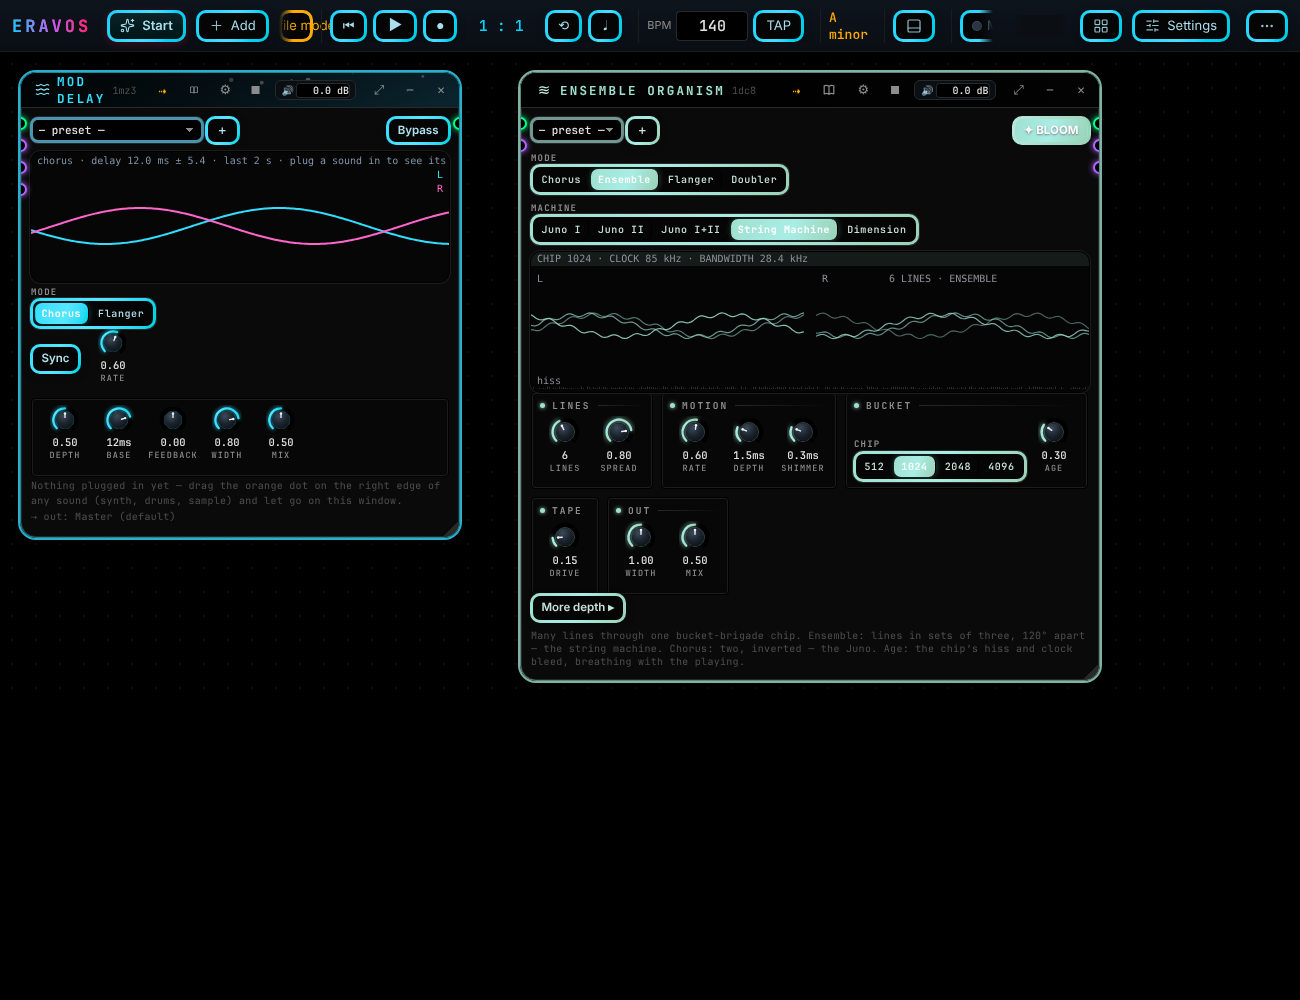 ERAVOS Start + Add ile mod 1 : 1 BPM 140 TAP A minor Settings
MOD DELAY 1mz3 0.0 dB
— preset — + Bypass
chorus · delay 12.0 ms ± 5.4 · last 2 s · plug a sound in to see its
L
R
MODE
Chorus Flanger
Sync
0.60
RATE
0.50 12ms 0.00 0.80 0.50
DEPTH BASE FEEDBACK WIDTH MIX
Nothing plugged in yet — drag the orange dot on the right edge of
any sound (synth, drums, sample) and let go on this window.
→ out: Master (default)
ENSEMBLE ORGANISM 1dc8 0.0 dB
— preset — + ✦ BLOOM
MODE
Chorus Ensemble Flanger Doubler
MACHINE
Juno I Juno II Juno I+II String Machine Dimension
CHIP 1024 · CLOCK 85 kHz · BANDWIDTH 28.4 kHz
L R 6 LINES · ENSEMBLE
hiss
LINES MOTION BUCKET
6 0.80 0.60 1.5ms 0.3ms 0.30
LINES SPREAD RATE DEPTH SHIMMER AGE
CHIP
512 1024 2048 4096
TAPE OUT
0.15 1.00 0.50
DRIVE WIDTH MIX
More depth ▸
Many lines through one bucket-brigade chip. Ensemble: lines in sets of three, 120° apart
— the string machine. Chorus: two, inverted — the Juno. Age: the chip's hiss and clock
bleed, breathing with the playing.